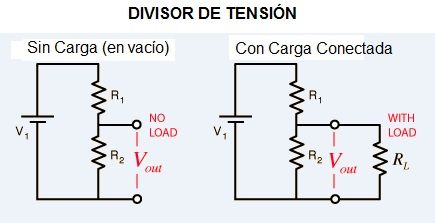 DIVISOR DE TENSIÓN
Sin Carga (en vacío)
Con Carga Conectada
R1
V1
NO
LOAD
R2
Vout
R1
V1
WITH
LOAD
R2
Vout
RL